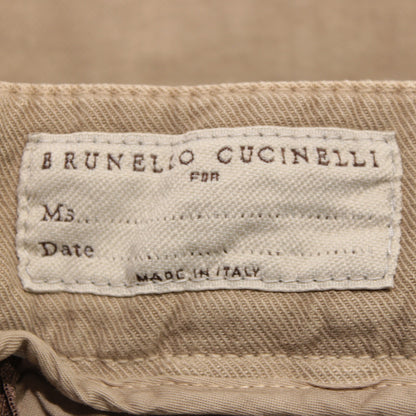 BRUNELLO CUCINELLI
FOR
Ms.......................................
Date ....................................
MADE IN ITALY